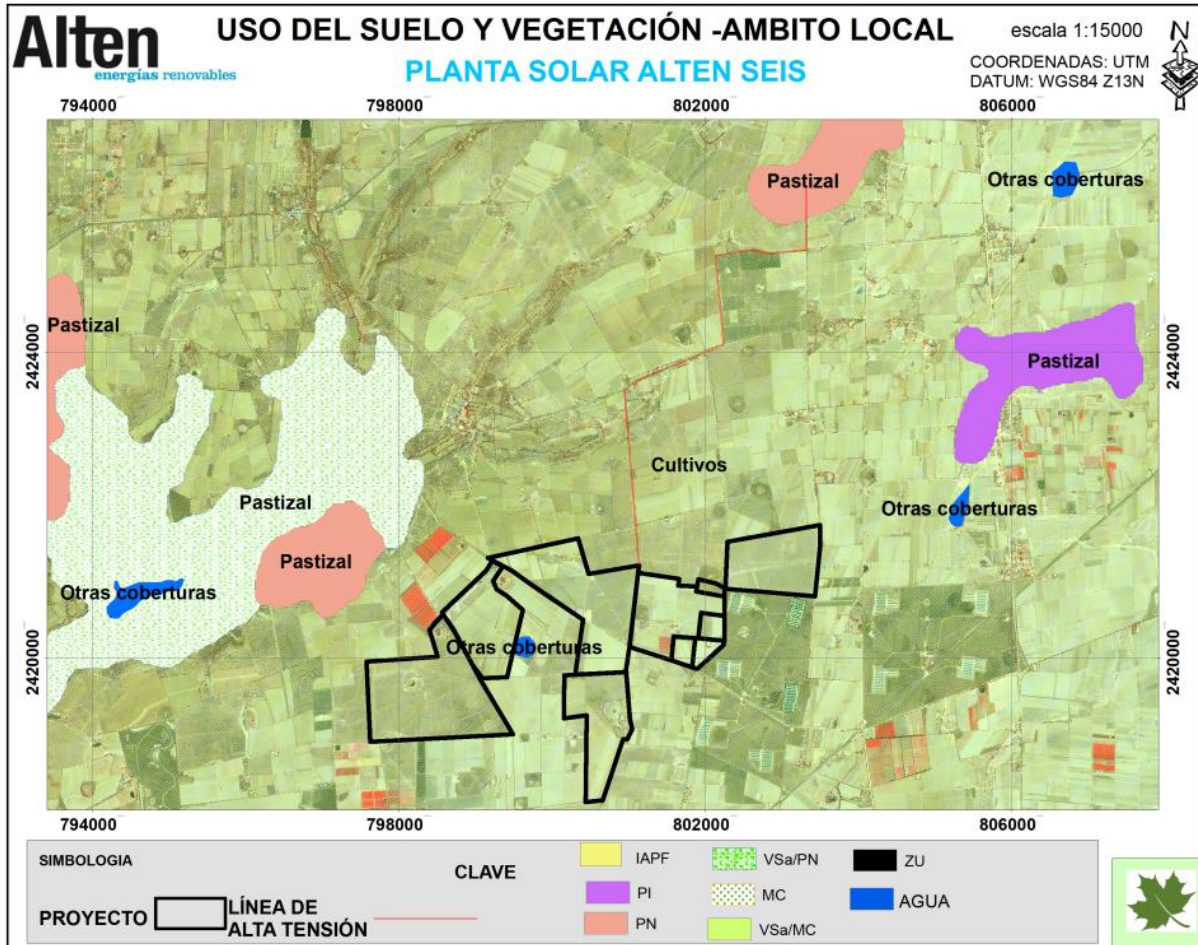 Alten
energías renovables
USO DEL SUELO Y VEGETACIÓN -AMBITO LOCAL
PLANTA SOLAR ALTEN SEIS
escala 1:15000
N
COORDENADAS: UTM
DATUM: WGS84 Z13N
794000
798000
802000
806000
Pastizal
Otras coberturas
Pastizal
2424000
Pastizal
2424000
Cultivos
Pastizal
Otras coberturas
Pastizal
Otras coberturas
Otras coberturas
2420000
2420000
794000
798000
802000
806000
SIMBOLOGIA
PROYECTO
LÍNEA DE
ALTA TENSIÓN
CLAVE
IAPF
PI
PN
VSa/PN
MC
VSa/MC
ZU
AGUA